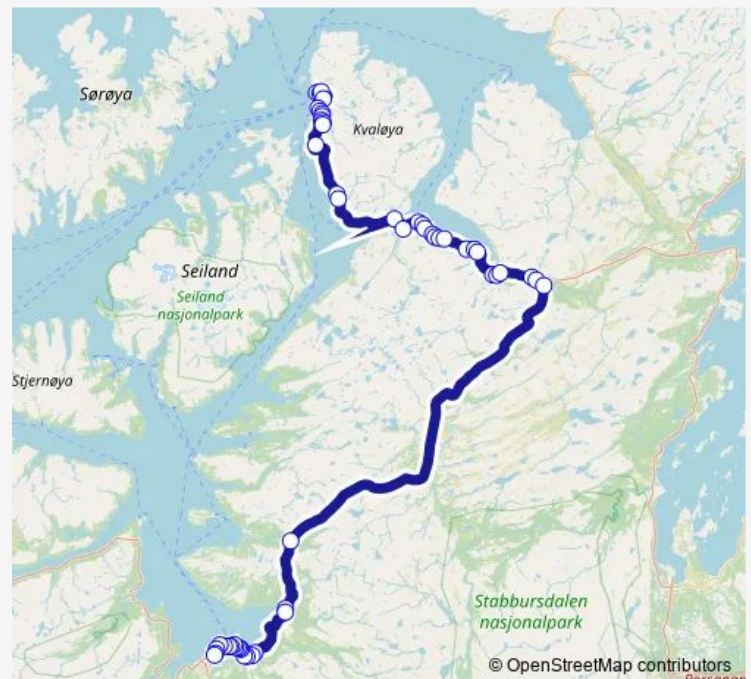 Sørøya
Kvaløya
Seiland
Seiland
nasjonalpark
Stjernøya
Stabbursdalen
nasjonalpark
© OpenStreetMap contributors